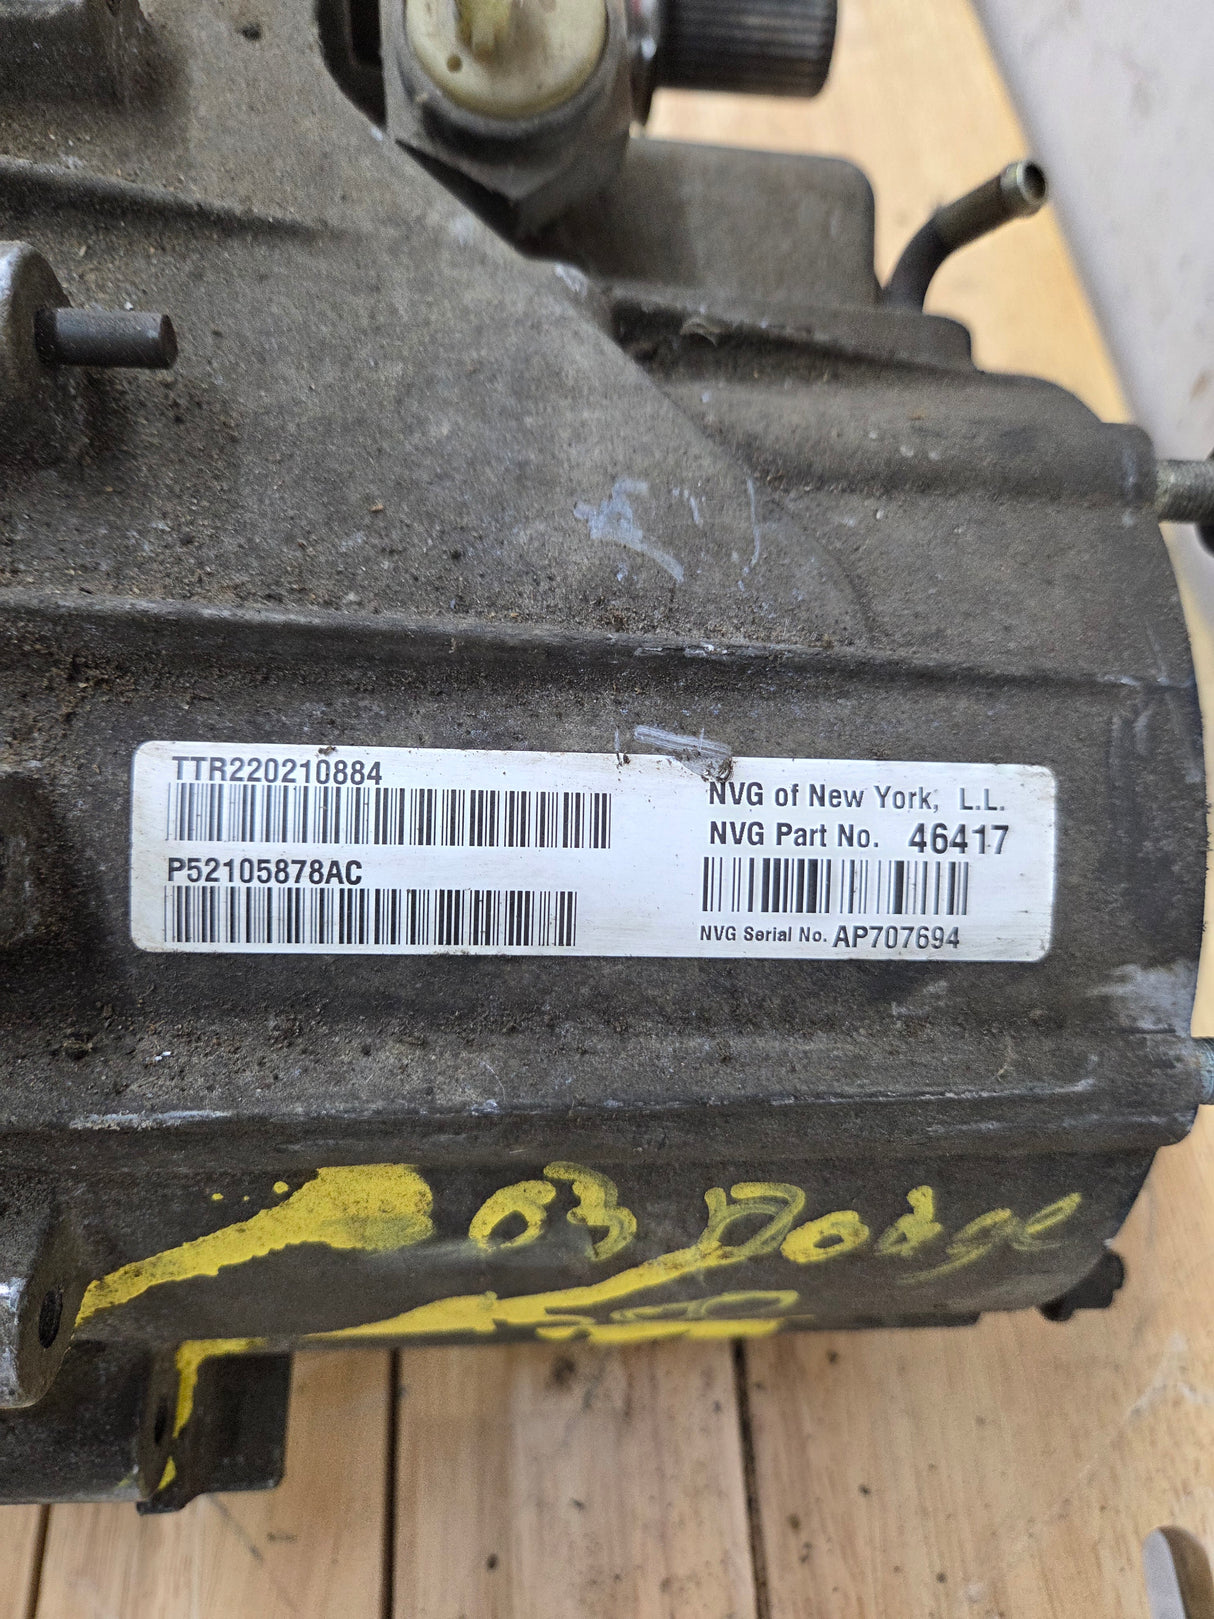 TTR220210884
P52105878AC
NVG of New York, L.L.
NVG Part No. 46417
NVG Serial No. AP707694
03 Dodge